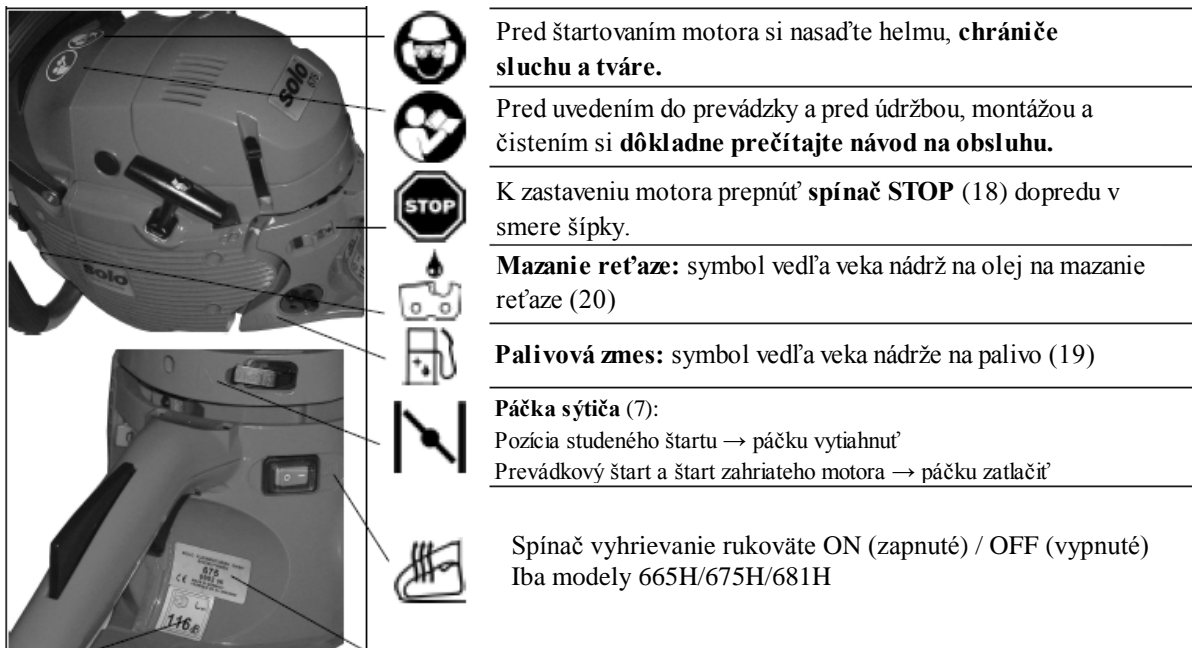 Pred štartovaním motora si nasaďte helmu, chrániče
sluchu a tváre.
Pred uvedením do prevádzky a pred údržbou, montážou a
čistením si dôkladne prečítajte návod na obsluhu.
STOP
K zastaveniu motora prepnúť spínač STOP (18) dopredu v
smere šípky.
Mazanie reťaze: symbol vedľa veka nádrž na olej na mazanie
reťaze (20)
Palivová zmes: symbol vedľa veka nádrže na palivo (19)
Páčka sýtiča (7):
Pozícia studeného štartu → páčku vytiahnuť
Prevádkový štart a štart zahriateho motora → páčku zatlačiť
Spínač vyhrievanie rukoväte ON (zapnuté) / OFF (vypnuté)
Iba modely 665H/675H/681H
solo
675
solo
675
CE
116 dB